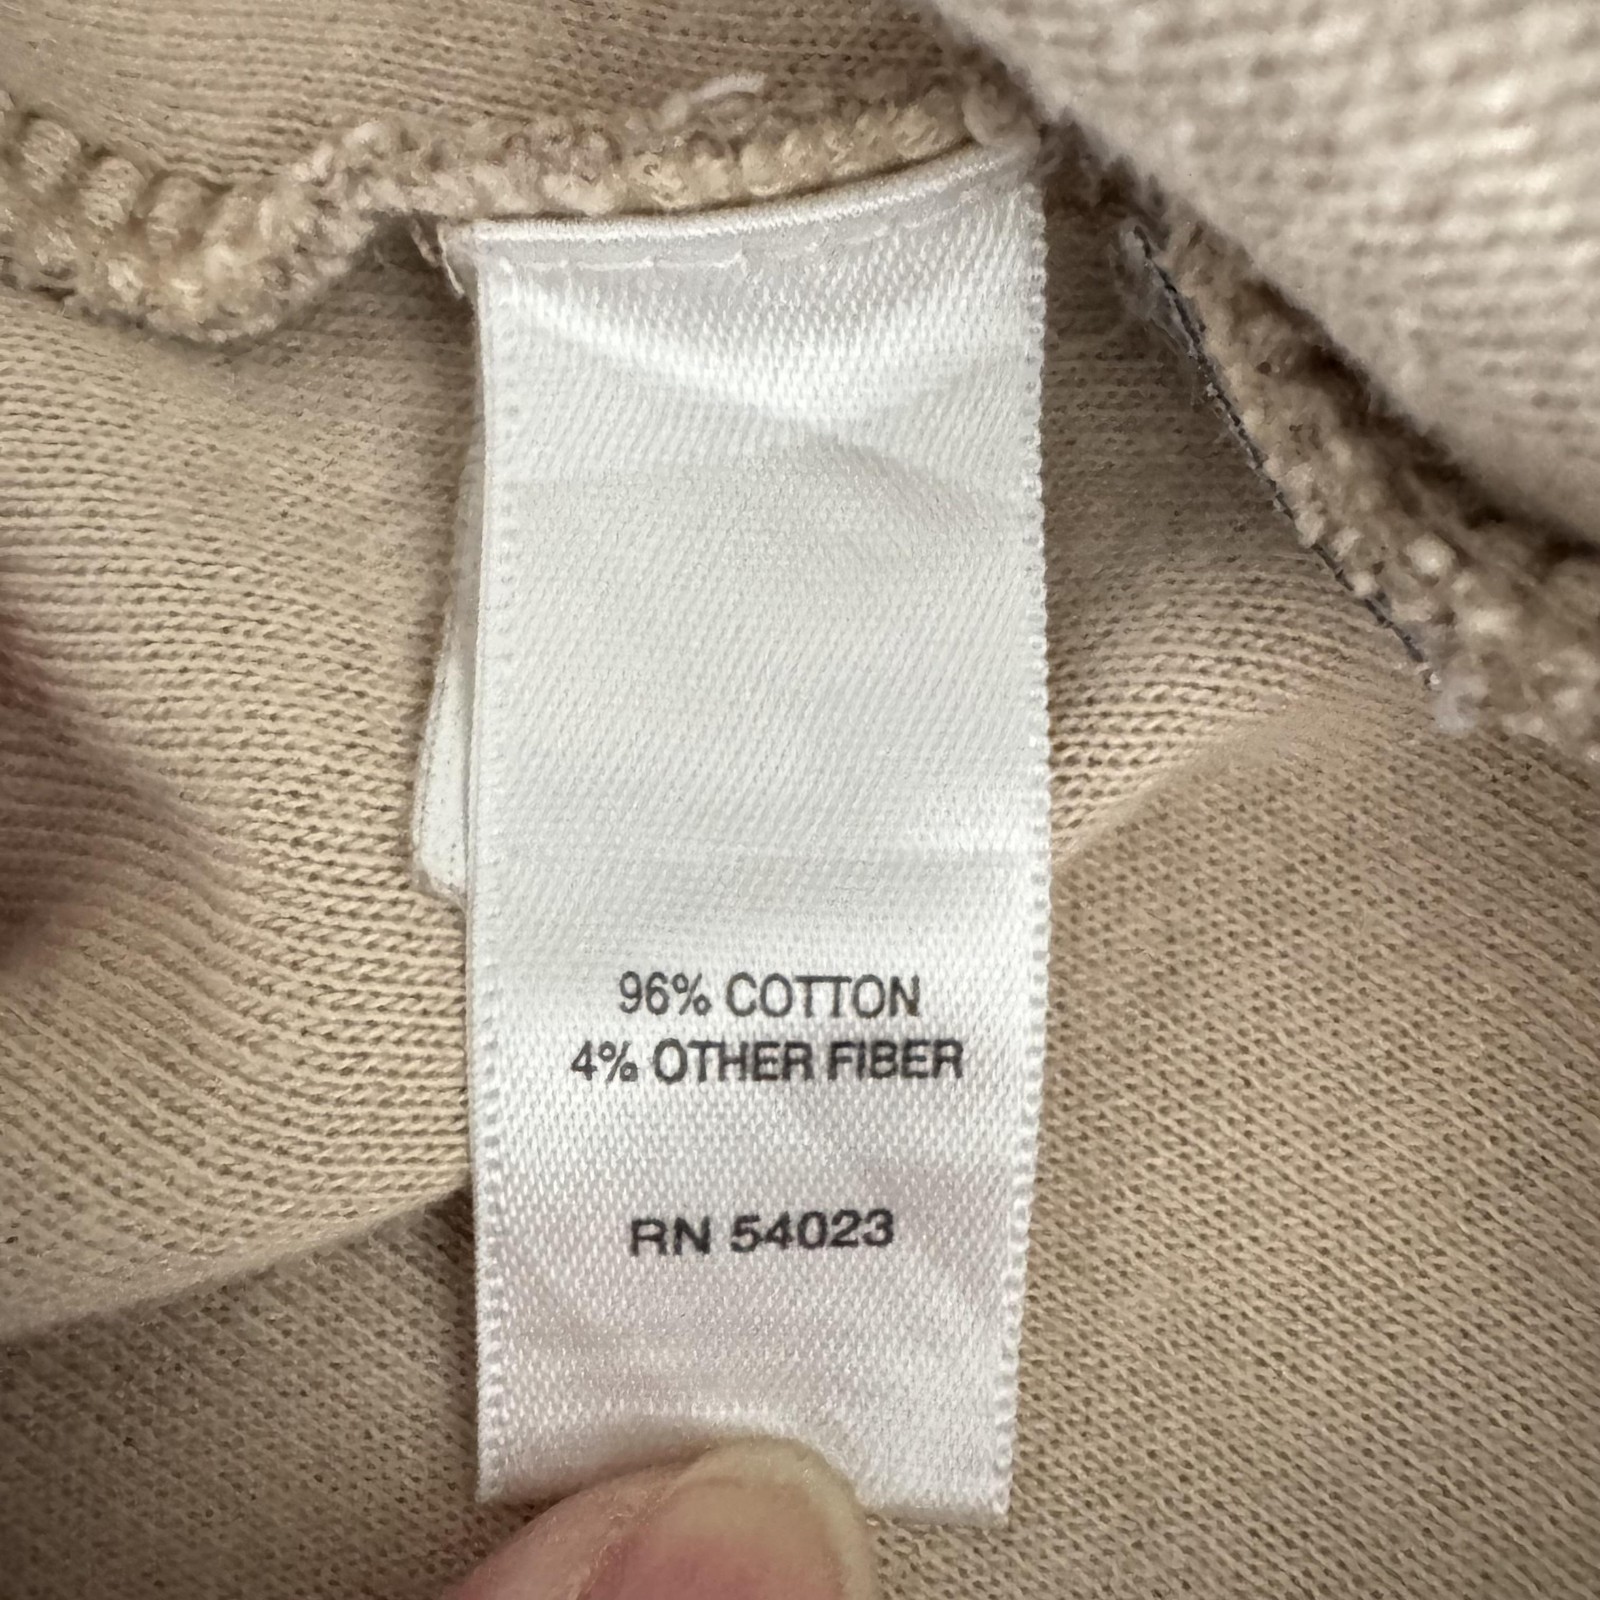 96% COTTON
4% OTHER FIBER
RN 54023